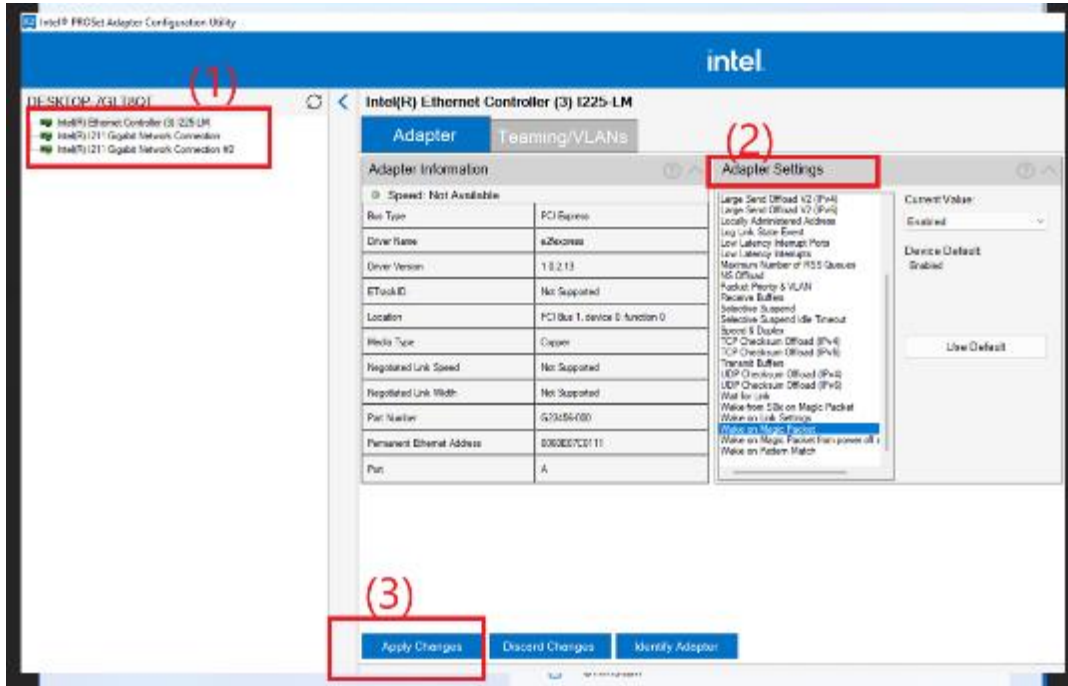 Intel® PROSet Adapter Configuration Utility
intel
(1)
DESKTOP-7GLT8QT
Intel(R) Ethernet Controller (3) I225-LM
Intel(R) I211 Gigabit Network Connection
Intel(R) I211 Gigabit Network Connection #2
Intel(R) Ethernet Controller (3) I225-LM
Adapter
Teaming/VLANs
(2)
Adapter Information
Speed: Not Available
Bus Type
PCI Express
Driver Name
e2fexpress
Driver Version
1.0.2.13
ETrackID
Not Supported
Location
PCI Bus 1, device 0, function 0
Media Type
Copper
Negotiated Link Speed
Not Supported
Negotiated Link Width
Not Supported
Part Number
G23456-000
Permanent Ethernet Address
Port
A
Adapter Settings
Large Send Offload V2 (IPv4)
Large Send Offload V2 (IPv6)
Locally Administered Address
Log Link State Event
Low Latency Interrupt Ports
Low Latency Interrupts
Maximum Number of RSS Queues
NS Offload
Packet Priority & VLAN
Receive Buffers
Selective Suspend
Selective Suspend Idle Timeout
Speed & Duplex
TCP Checksum Offload (IPv4)
TCP Checksum Offload (IPv6)
Transmit Buffers
UDP Checksum Offload (IPv4)
UDP Checksum Offload (IPv6)
Wait for Link
Wake from S0ix on Magic Packet
Wake on Link Settings
Wake on Magic Packet
Wake on Magic Packet from power off
Wake on Pattern Match
Current Value:
Enabled
Device Default:
Enabled
Use Default
(3)
Apply Changes
Discard Changes
Identify Adapter